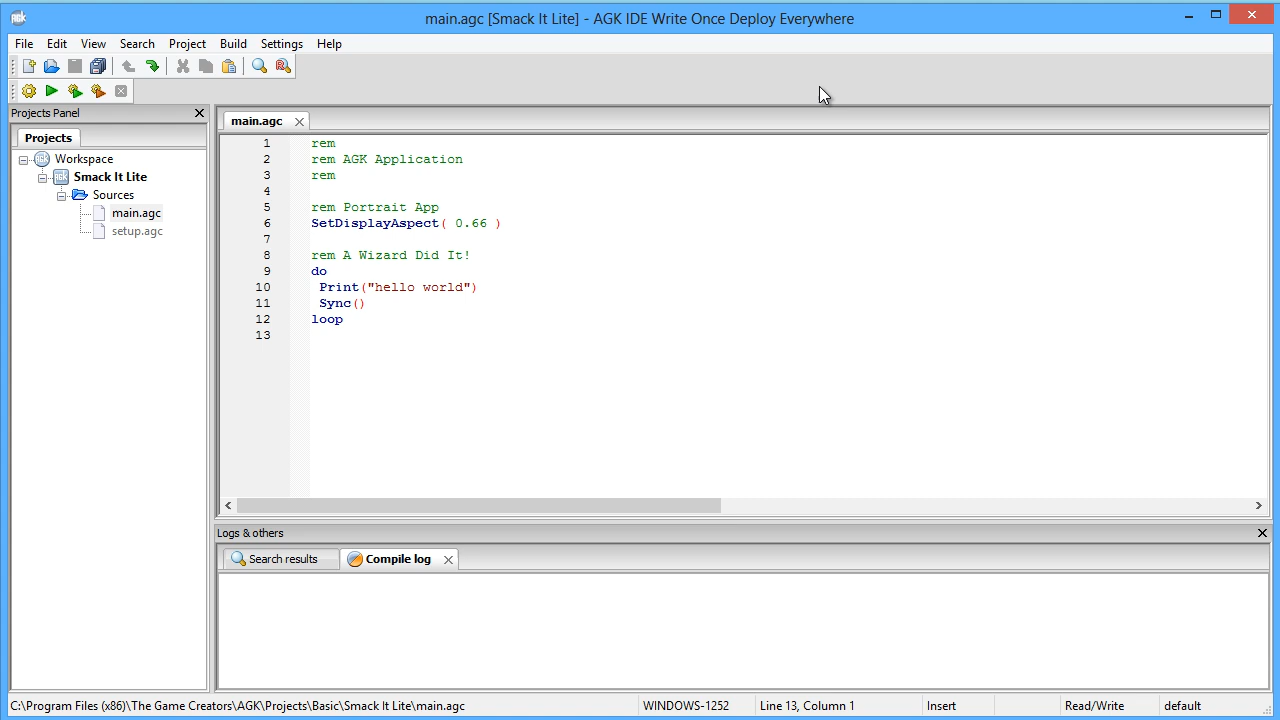 main.agc [Smack It Lite] - AGK IDE Write Once Deploy Everywhere
File Edit View Search Project Build Settings Help
Projects Panel
Projects
Workspace
Smack It Lite
Sources
main.agc
setup.agc
main.agc
1 rem
2 rem AGK Application
3 rem
4
5 rem Portrait App
6 SetDisplayAspect( 0.66 )
7
8 rem A Wizard Did It!
9 do
10 Print("hello world")
11 Sync()
12 loop
13
Logs & others
Search results Compile log
C:\Program Files (x86)\The Game Creators\AGK\Projects\Basic\Smack It Lite\main.agc WINDOWS-1252 Line 13, Column 1 Insert Read/Write default